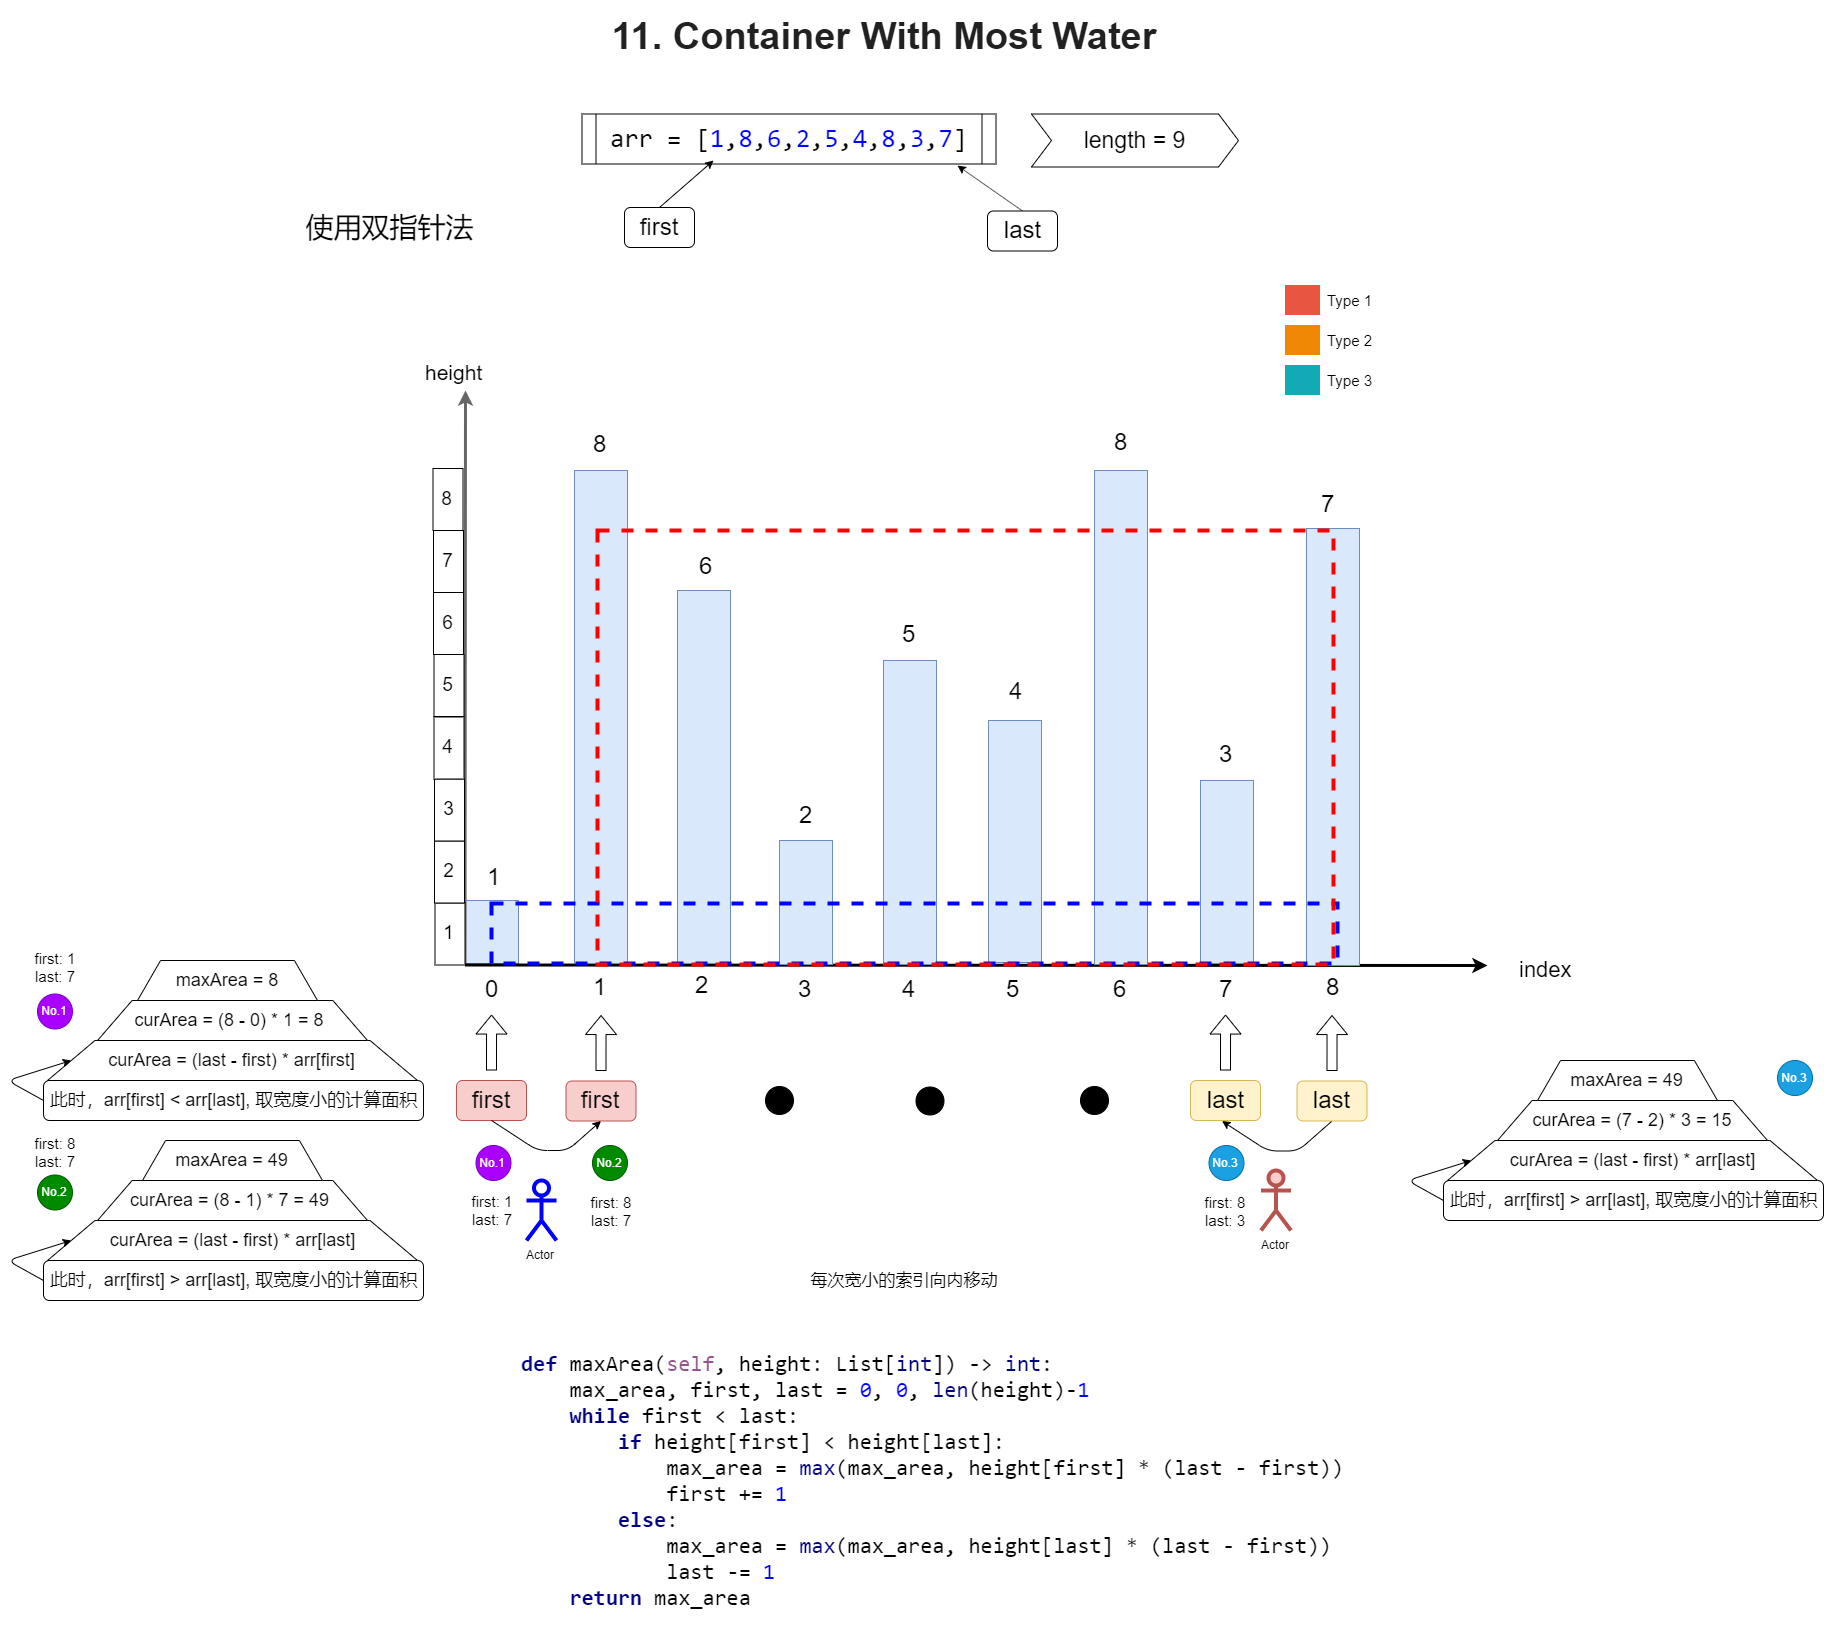 11. Container With Most Water
arr = [1,8,6,2,5,4,8,3,7]
length = 9
first
last
使用双指针法
Type 1
Type 2
Type 3
height
8
8
7
6
5
4
3
2
1
1
8
6
2
5
4
3
7
index
0
1
2
3
4
5
6
7
8
first: 1
last: 7
No.1
maxArea = 8
curArea = (8 - 0) * 1 = 8
curArea = (last - first) * arr[first]
此时，arr[first] < arr[last], 取宽度小的计算面积
first: 8
last: 7
No.2
maxArea = 49
curArea = (8 - 1) * 7 = 49
curArea = (last - first) * arr[last]
此时，arr[first] > arr[last], 取宽度小的计算面积
first
first
last
last
No.1
No.2
No.3
first: 1
last: 7
Actor
first: 8
last: 7
first: 8
last: 3
Actor
No.3
maxArea = 49
curArea = (7 - 2) * 3 = 15
curArea = (last - first) * arr[last]
此时，arr[first] > arr[last], 取宽度小的计算面积
每次宽小的索引向内移动
def maxArea(self, height: List[int]) -> int:
    max_area, first, last = 0, 0, len(height)-1
    while first < last:
        if height[first] < height[last]:
            max_area = max(max_area, height[first] * (last - first))
            first += 1
        else:
            max_area = max(max_area, height[last] * (last - first))
            last -= 1
    return max_area